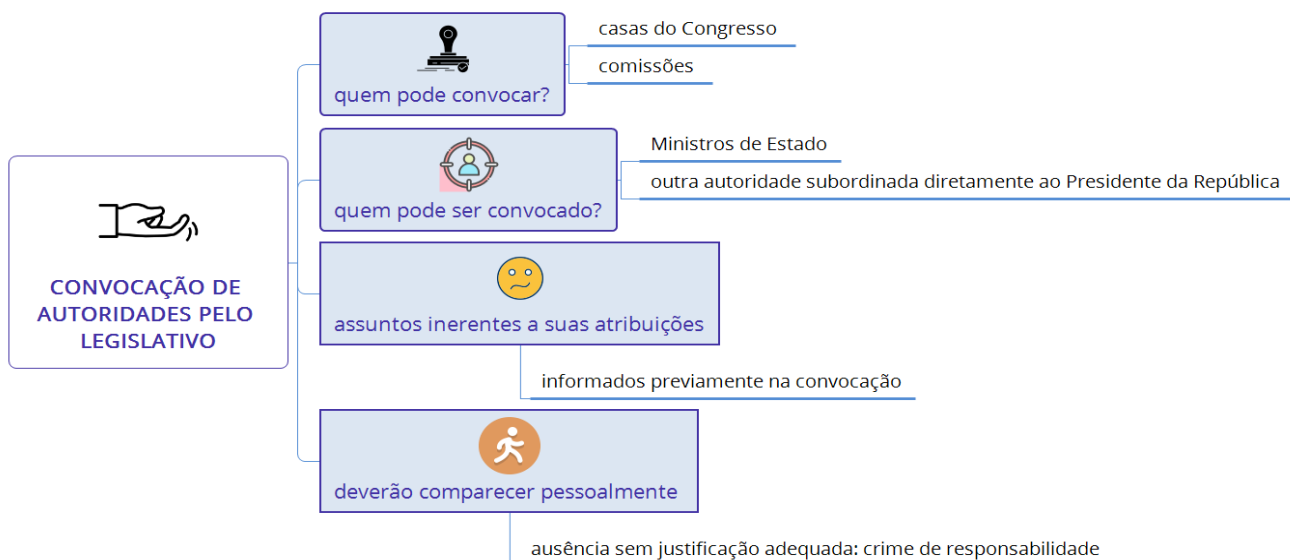 CONVOCAÇÃO DE
AUTORIDADES PELO
LEGISLATIVO
quem pode convocar?
casas do Congresso
comissões
quem pode ser convocado?
Ministros de Estado
outra autoridade subordinada diretamente ao Presidente da República
assuntos inerentes a suas atribuições
informados previamente na convocação
deverão comparecer pessoalmente
ausência sem justificação adequada: crime de responsabilidade